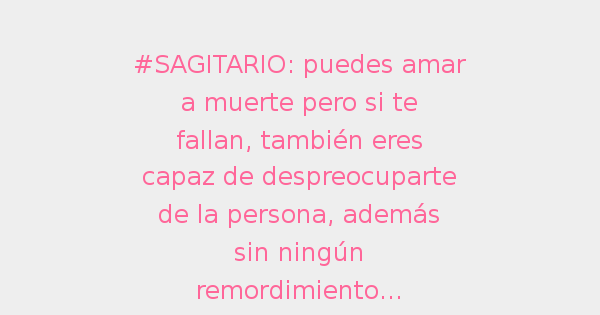 #SAGITARIO: puedes amar
a muerte pero si te
fallan, también eres
capaz de despreocuparte
de la persona, además
sin ningún
remordimiento...